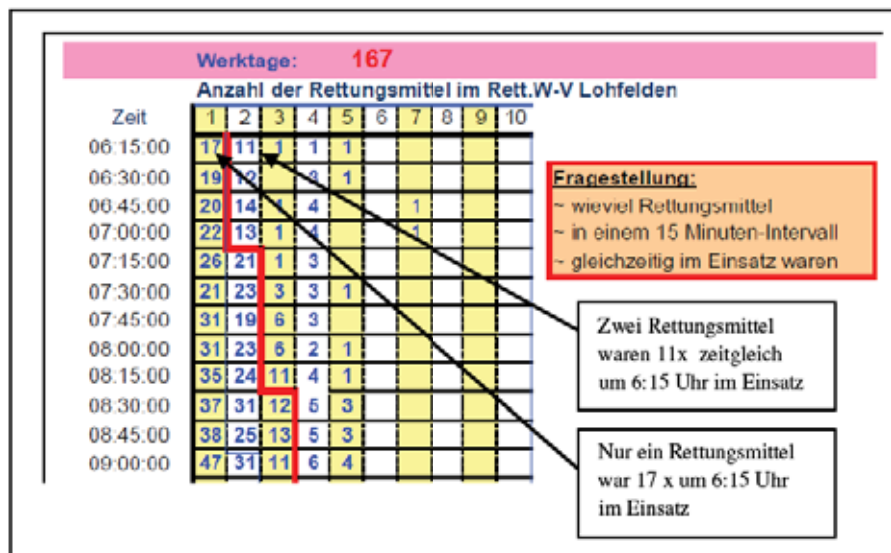 Werktage: 167
Anzahl der Rettungsmittel im Rett.W-V Lohfelden
Zeit 1 2 3 4 5 6 7 8 9 10
06:15:00 17 11 1 1 1
06:30:00 19 12 3 1
06:45:00 20 14 1 4 1
07:00:00 22 13 1 4 1
07:15:00 26 21 1 3
07:30:00 21 23 3 3 1
07:45:00 31 19 6 3
08:00:00 31 23 6 2 1
08:15:00 35 24 11 4 1
08:30:00 37 31 12 5 3
08:45:00 38 25 13 5 3
09:00:00 47 31 11 6 4
Fragestellung:
~ wieviel Rettungsmittel
~ in einem 15 Minuten-Intervall
~ gleichzeitig im Einsatz waren
Zwei Rettungsmittel
waren 11x zeitgleich
um 6:15 Uhr im Einsatz
Nur ein Rettungsmittel
war 17 x um 6:15 Uhr
im Einsatz